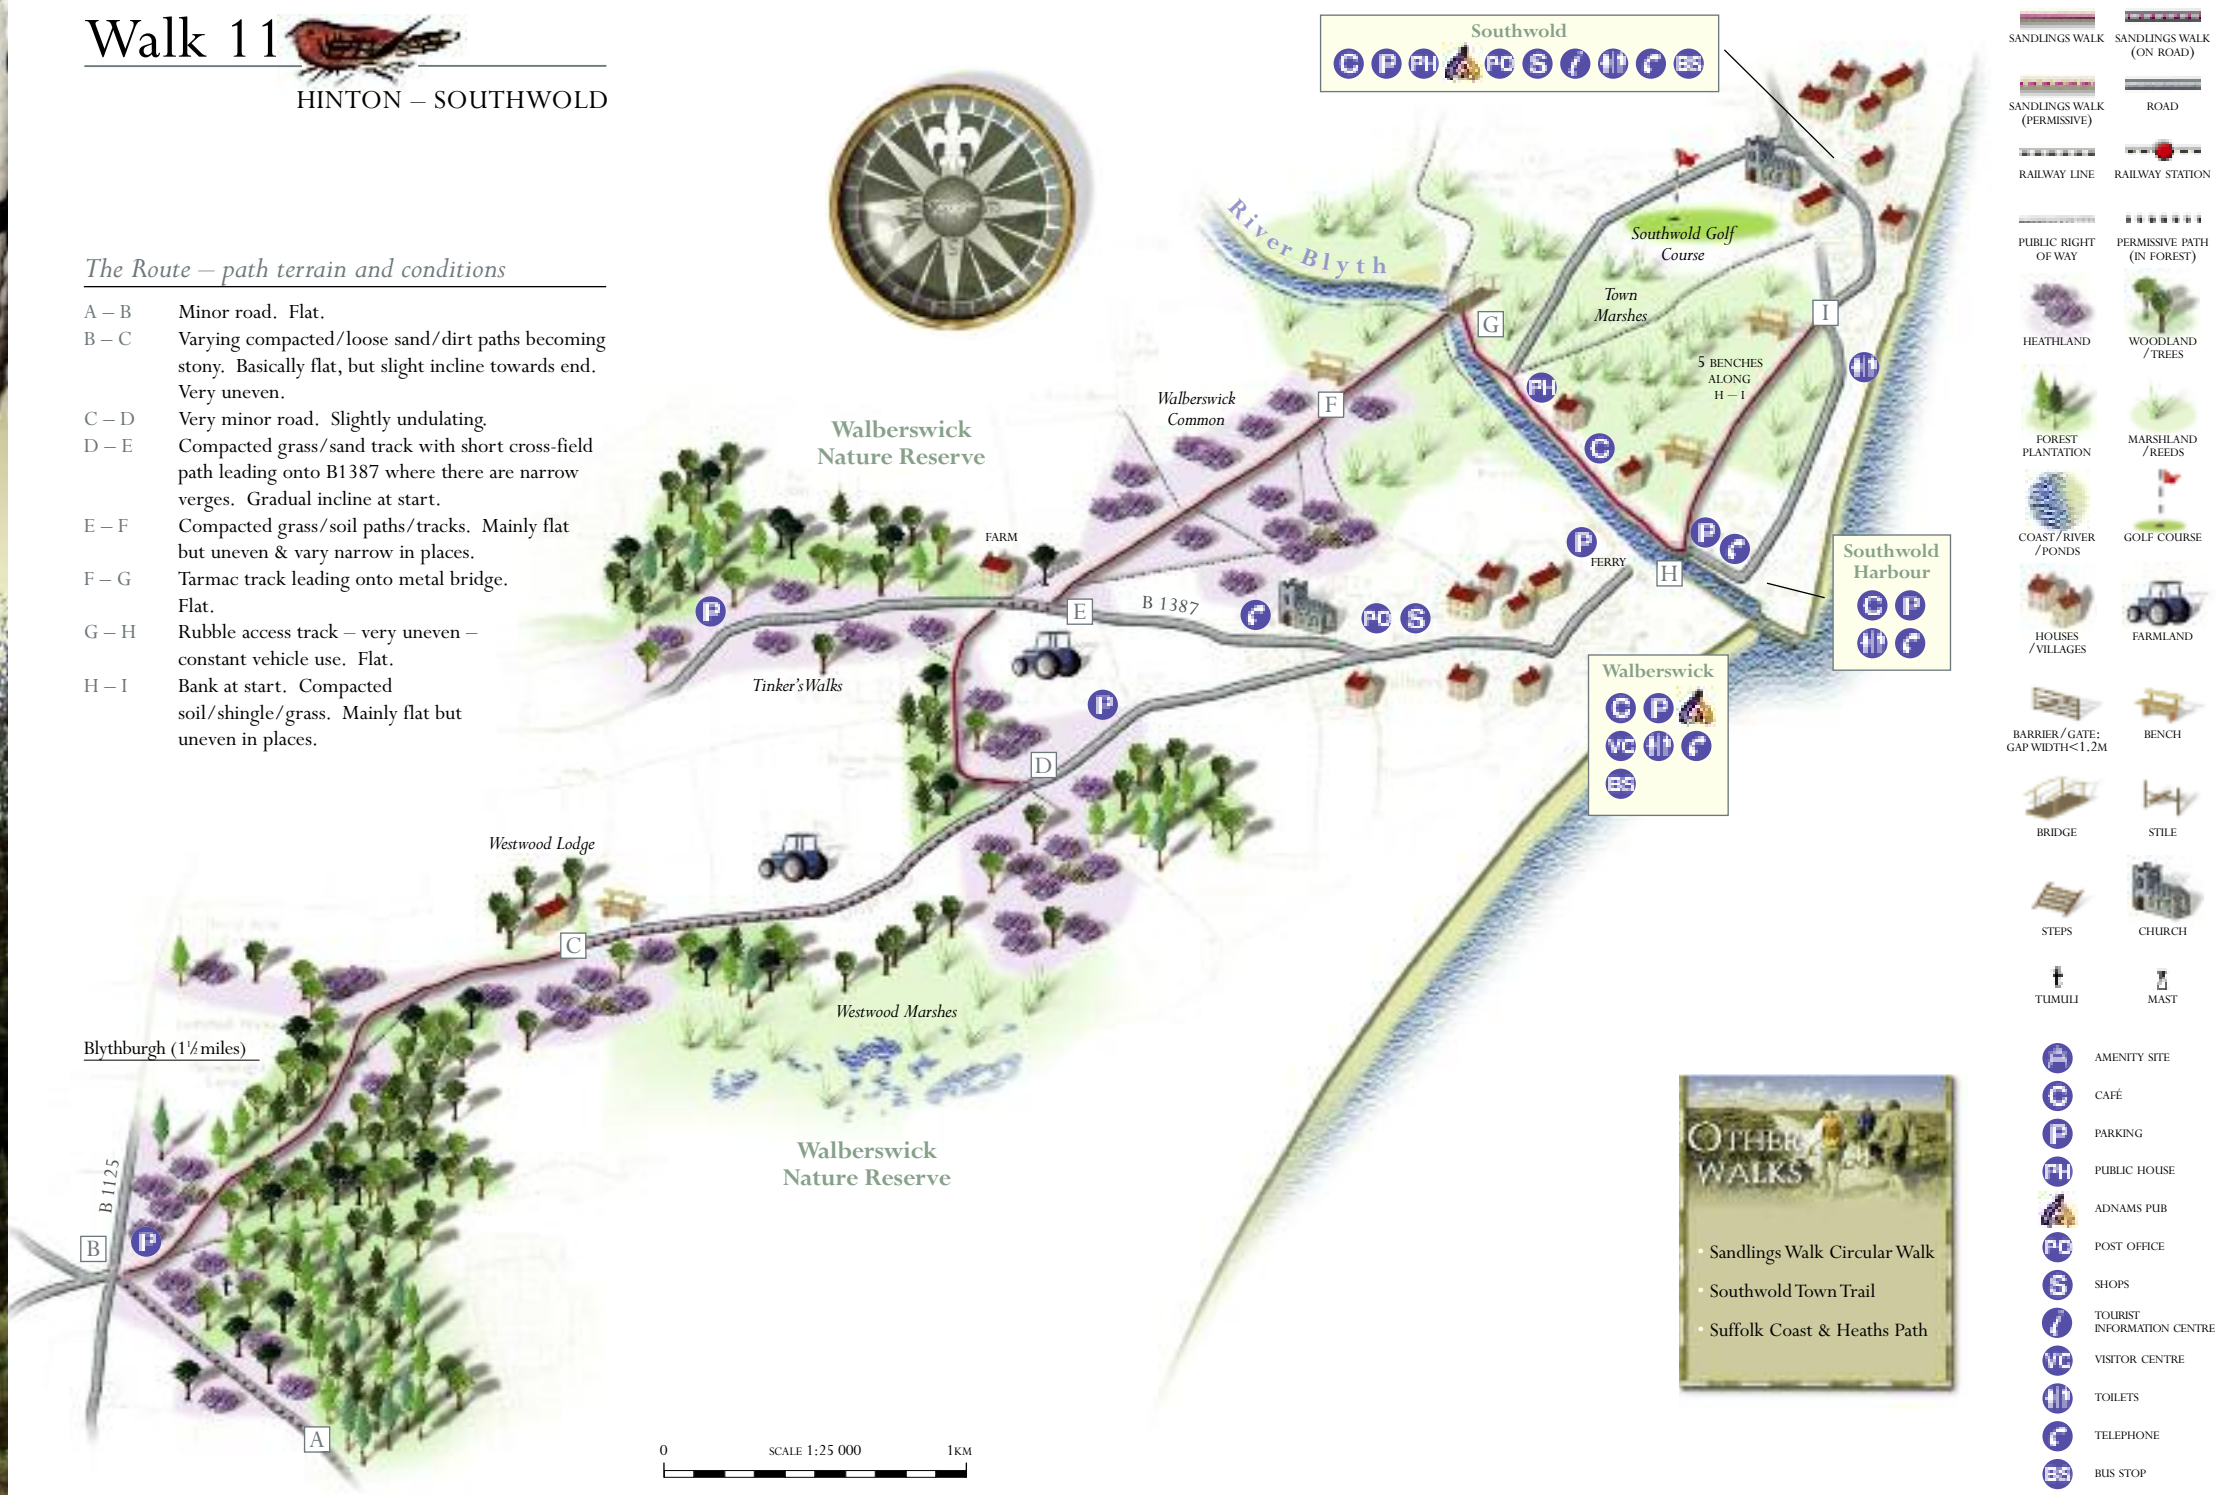 Walk 11
HINTON – SOUTHWOLD
The Route – path terrain and conditions
A – B Minor road. Flat.
B – C Varying compacted/loose sand/dirt paths becoming
stony. Basically flat, but slight incline towards end.
Very uneven.
C – D Very minor road. Slightly undulating.
D – E Compacted grass/sand track with short cross-field
path leading onto B1387 where there are narrow
verges. Gradual incline at start.
E – F Compacted grass/soil paths/tracks. Mainly flat
but uneven & vary narrow in places.
F – G Tarmac track leading onto metal bridge.
Flat.
G – H Rubble access track – very uneven –
constant vehicle use. Flat.
H – I Bank at start. Compacted
soil/shingle/grass. Mainly flat but
uneven in places.
Southwold
C P PH PO S i BS
River Blyth
Southwold Golf
Course
Town
Marshes
G
I
5 BENCHES
ALONG
H – I
PH
C
F
Walberswick
Common
Walberswick
Nature Reserve
FARM
P
E
B 1387
PO S
P
FERRY
P
H
Southwold
Harbour
C P
Walberswick
C P
VC
BS
Tinker's Walks
P
D
Westwood Lodge
C
Westwood Marshes
Walberswick
Nature Reserve
Blythburgh (1½ miles)
B 1125
B
P
A
0 SCALE 1:25 000 1KM
OTHER
WALKS
· Sandlings Walk Circular Walk
· Southwold Town Trail
· Suffolk Coast & Heaths Path
SANDLINGS WALK
SANDLINGS WALK
(ON ROAD)
SANDLINGS WALK
(PERMISSIVE)
ROAD
RAILWAY LINE
RAILWAY STATION
PUBLIC RIGHT
OF WAY
PERMISSIVE PATH
(IN FOREST)
HEATHLAND
WOODLAND
/TREES
FOREST
PLANTATION
MARSHLAND
/REEDS
COAST/RIVER
/PONDS
GOLF COURSE
HOUSES
/VILLAGES
FARMLAND
BARRIER/GATE:
GAP WIDTH<1.2M
BENCH
BRIDGE
STILE
STEPS
CHURCH
TUMULI
MAST
A AMENITY SITE
C CAFÉ
P PARKING
PH PUBLIC HOUSE
ADNAMS PUB
PO POST OFFICE
S SHOPS
i TOURIST
INFORMATION CENTRE
VC VISITOR CENTRE
TOILETS
TELEPHONE
BS BUS STOP